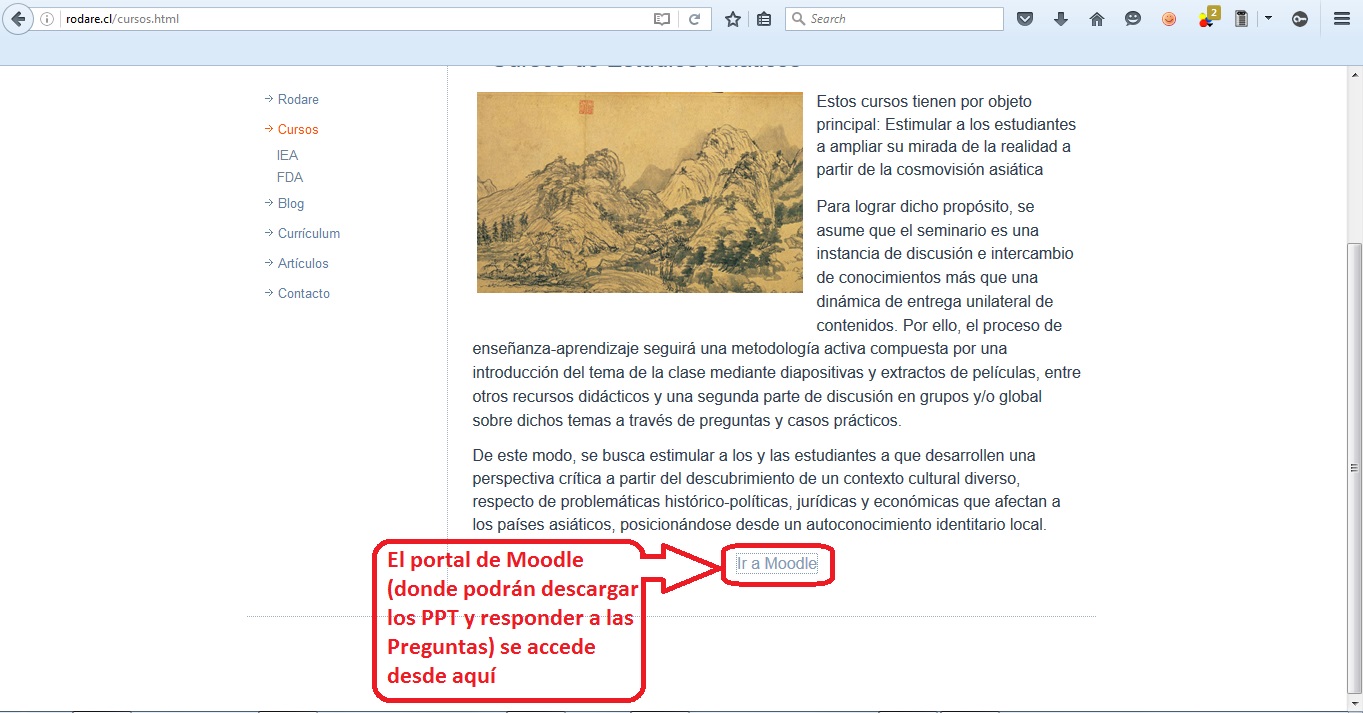 rodare.cl/cursos.html
Search
2
Cursos de Estudios Asiáticos
Rodare
Cursos
IEA
FDA
Blog
Currículum
Artículos
Contacto
Estos cursos tienen por objeto
principal: Estimular a los estudiantes
a ampliar su mirada de la realidad a
partir de la cosmovisión asiática
Para lograr dicho propósito, se
asume que el seminario es una
instancia de discusión e intercambio
de conocimientos más que una
dinámica de entrega unilateral de
contenidos. Por ello, el proceso de
enseñanza-aprendizaje seguirá una metodología activa compuesta por una
introducción del tema de la clase mediante diapositivas y extractos de películas, entre
otros recursos didácticos y una segunda parte de discusión en grupos y/o global
sobre dichos temas a través de preguntas y casos prácticos.
De este modo, se busca estimular a los y las estudiantes a que desarrollen una
perspectiva crítica a partir del descubrimiento de un contexto cultural diverso,
respecto de problemáticas histórico-políticas, jurídicas y económicas que afectan a
los países asiáticos, posicionándose desde un autoconocimiento identitario local.
Ir a Moodle
El portal de Moodle
(donde podrán descargar
los PPT y responder a las
Preguntas) se accede
desde aquí